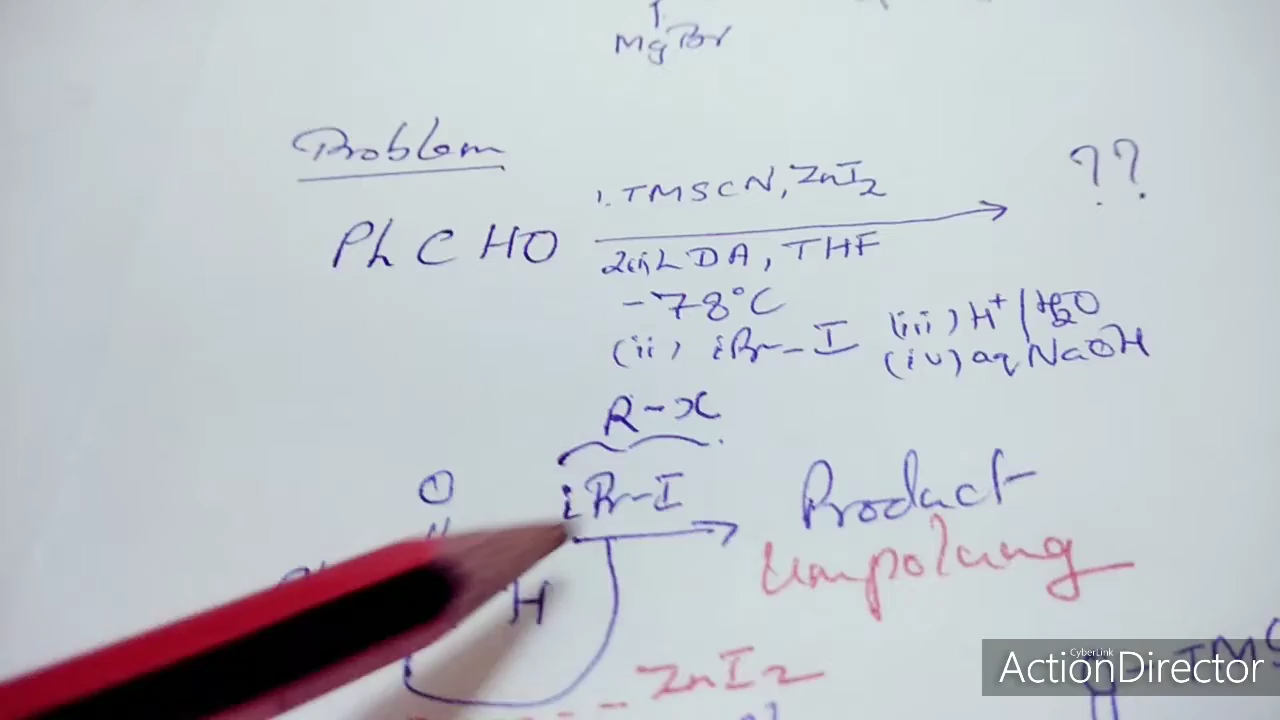 MgBr
Problem
1. TMSCN, ZnI2
??
PhCHO
2(i) LDA, THF
-78°C
(ii) iPr-I
(iii) H+/H2O
(iv) aq NaOH
R-X
O
iPr-I
Product
Umpolung
H
ZnI2
CyberLink
ActionDirector